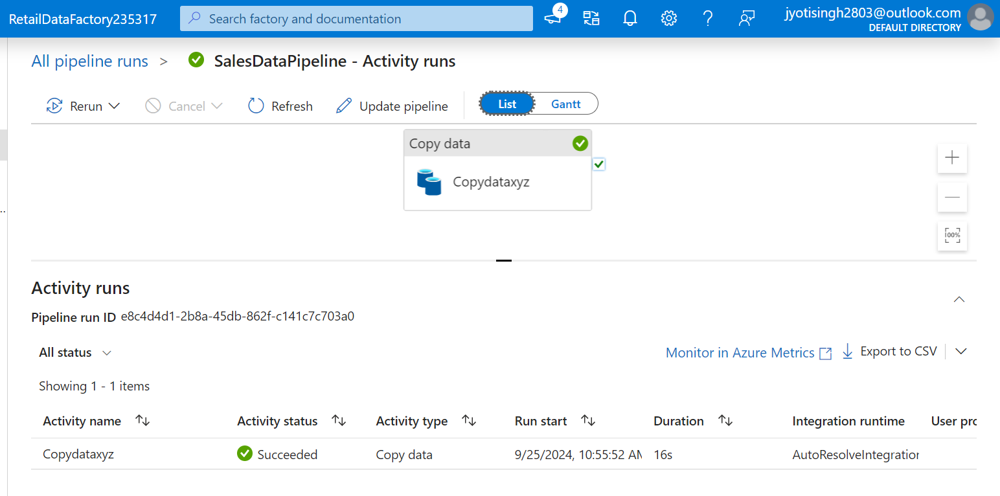 RetailDataFactory235317
Search factory and documentation
4
jyotisingh2803@outlook.com
DEFAULT DIRECTORY
All pipeline runs > SalesDataPipeline - Activity runs
Rerun Cancel Refresh Update pipeline List Gantt
Copy data
Copydataxyz
100%
Activity runs
Pipeline run ID e8c4d4d1-2b8a-45db-862f-c141c7c703a0
All status Monitor in Azure Metrics Export to CSV
Showing 1 - 1 items
Activity name Activity status Activity type Run start Duration Integration runtime User pro
Copydataxyz Succeeded Copy data 9/25/2024, 10:55:52 AM 16s AutoResolveIntegration